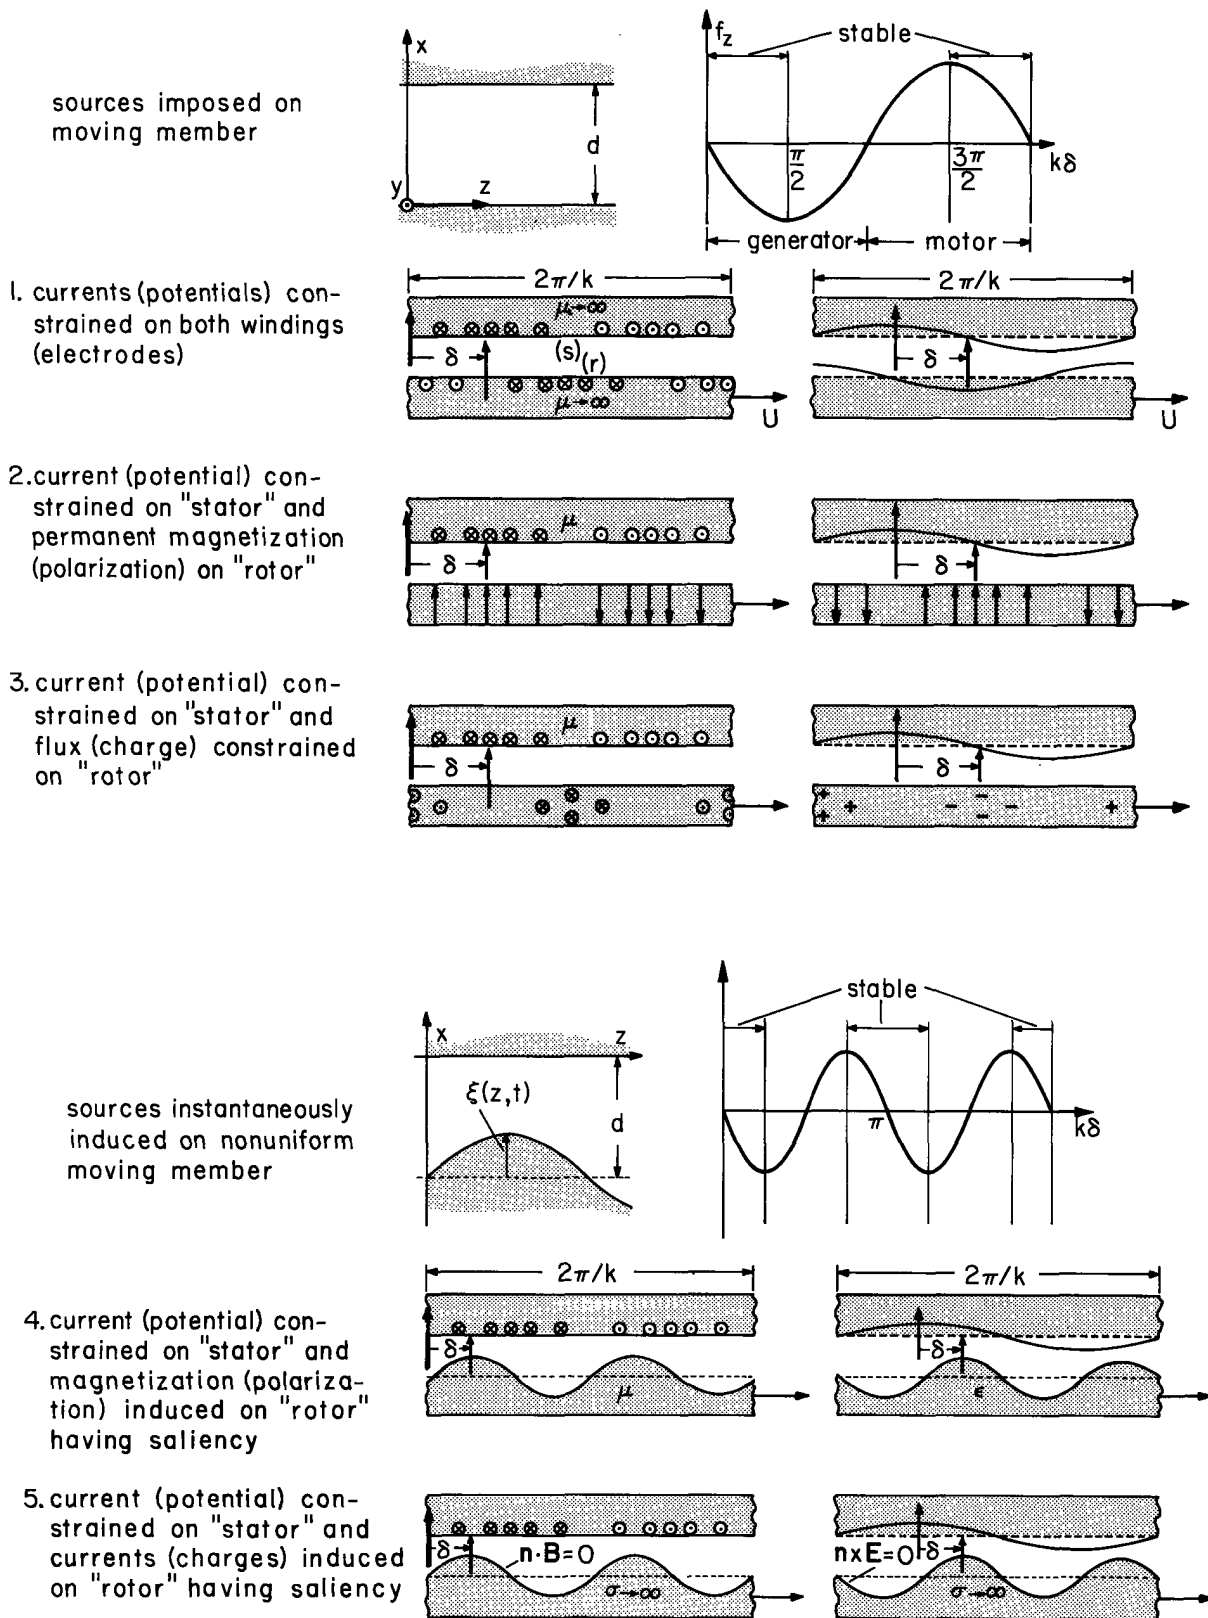 sources imposed on
moving member
x
d
y
z
f_z
stable
π/2
3π/2
kδ
generator
motor
1. currents (potentials) con-
strained on both windings
(electrodes)
2π/k
μ→∞
δ
(s)
(r)
μ→∞
U
2π/k
δ
U
2. current (potential) con-
strained on "stator" and
permanent magnetization
(polarization) on "rotor"
μ
δ
δ
3. current (potential) con-
strained on "stator" and
flux (charge) constrained
on "rotor"
μ
δ
δ
+ + + - - - - +
sources instantaneously
induced on nonuniform
moving member
x
z
ξ(z,t)
d
stable
π
kδ
4. current (potential) con-
strained on "stator" and
magnetization (polariza-
tion) induced on "rotor"
having saliency
2π/k
δ
μ
2π/k
δ
ϵ
5. current (potential) con-
strained on "stator" and
currents (charges) induced
on "rotor" having saliency
δ
n·B=0
σ→∞
n×E=0
δ
σ→∞